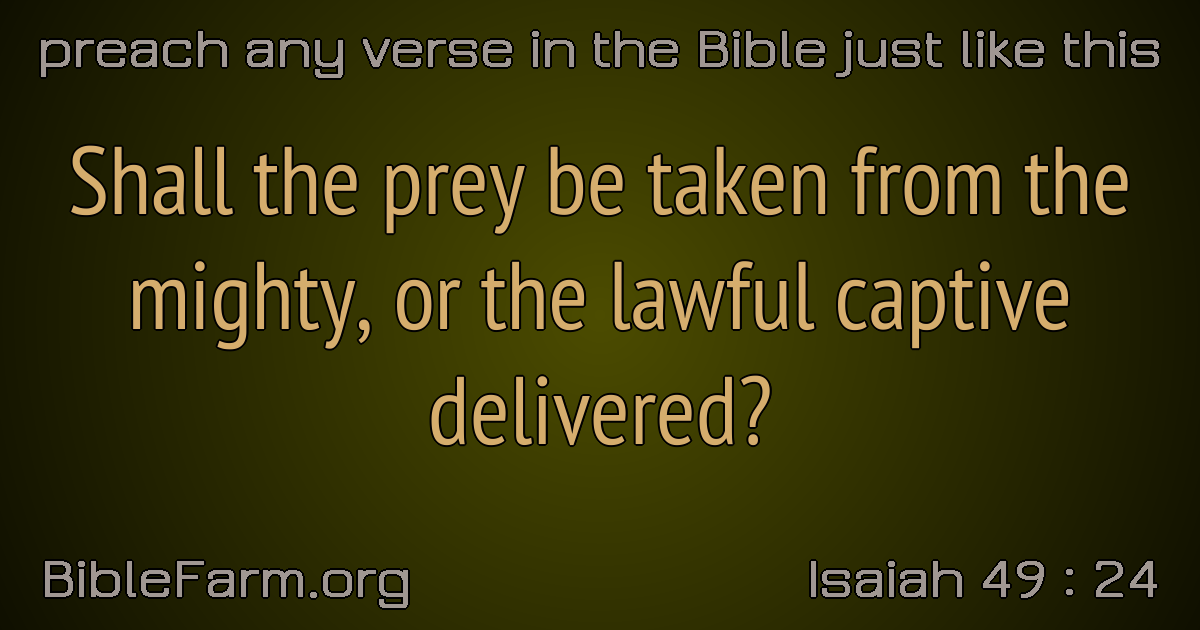 preach any verse in the Bible just like this
Shall the prey be taken from the
mighty, or the lawful captive
delivered?
BibleFarm.org
Isaiah 49 : 24